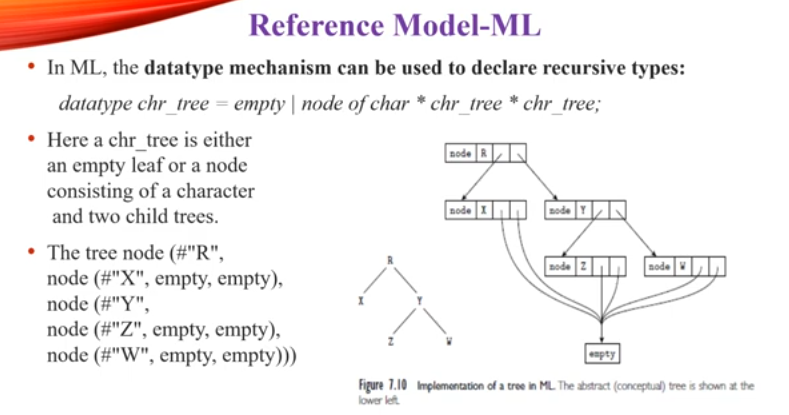 Reference Model-ML
• In ML, the datatype mechanism can be used to declare recursive types:
datatype chr_tree = empty | node of char * chr_tree * chr_tree;
• Here a chr_tree is either
an empty leaf or a node
consisting of a character
and two child trees.
• The tree node (#"R",
node (#"X", empty, empty),
node (#"Y",
node (#"Z", empty, empty),
node (#"W", empty, empty)))
node R
node X
node Y
node Z
node W
empty
R
X
Y
Z
W
Figure 7.10 Implementation of a tree in ML. The abstract (conceptual) tree is shown at the
lower left.